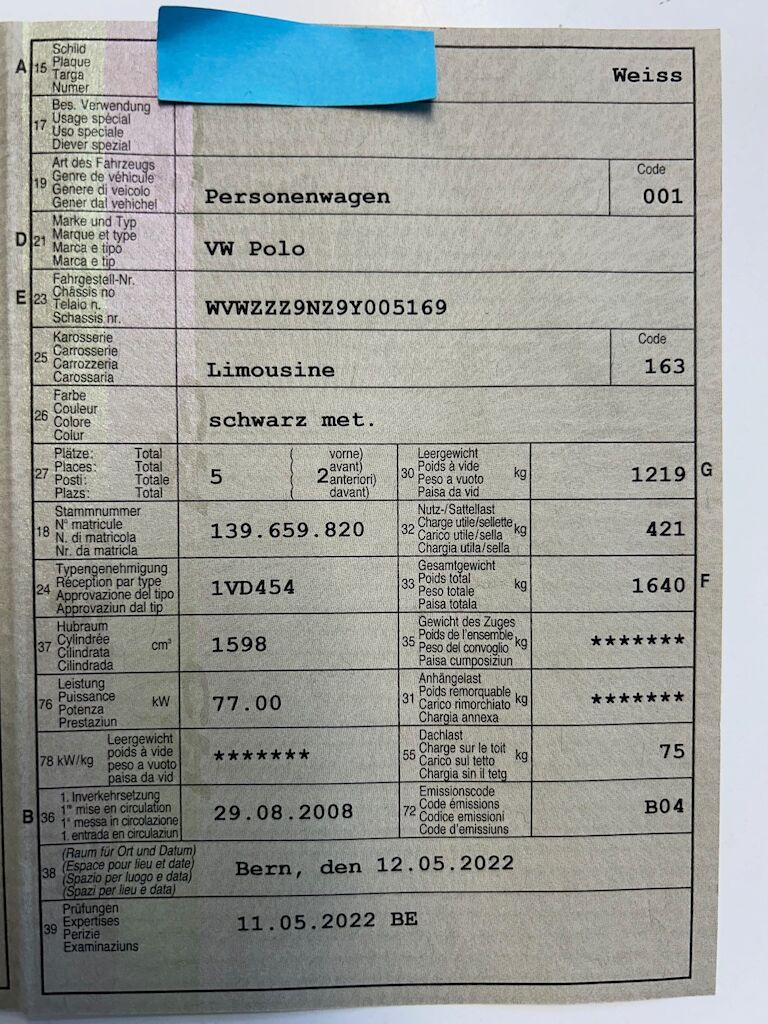 A 15 Schild
Plaque
Targa
Numer
Weiss
17 Bes. Verwendung
Usage spécial
Uso speciale
Diever spezial
19 Art des Fahrzeugs
Genre de véhicule
Genere di veicolo
Gener dal vehichel
Personenwagen
Code
001
D 21 Marke und Typ
Marque et type
Marca e tipo
Marca e tip
VW Polo
E 23 Fahrgestell-Nr.
Châssis no
Telaio n.
Schassis nr.
WVWZZZ9NZ9Y005169
25 Karosserie
Carrosserie
Carrozzeria
Carossaria
Limousine
Code
163
26 Farbe
Couleur
Colore
Colur
schwarz met.
27 Plätze: Total
Places: Total
Posti: Totale
Plazs: Total
5
( vorne)
( 2 avant)
( anteriori)
( davant)
30 Leergewicht
Poids à vide
Peso a vuoto
Paisa da vid
kg
1219 G
18 Stammnummer
N° matricule
N. di matricola
Nr. da matricla
139.659.820
32 Nutz-/Sattellast
Charge utile/sellette
Carico utile/sella
Chargia utila/sella
kg
421
24 Typengenehmigung
Réception par type
Approvazione del tipo
Approvaziun dal tip
1VD454
33 Gesamtgewicht
Poids total
Peso totale
Paisa totala
kg
1640 F
37 Hubraum
Cylindrée
Cilindrata
Cilindrada
cm³
1598
35 Gewicht des Zuges
Poids de l'ensemble
Peso del convoglio
Paisa cumposiziun
kg
*******
76 Leistung
Puissance
Potenza
Prestaziun
kW
77.00
31 Anhängelast
Poids remorquable
Carico rimorchiato
Chargia annexa
kg
*******
78 kW/kg Leergewicht
poids à vide
peso a vuoto
paisa da vid
*******
55 Dachlast
Charge sur le toit
Carico sul tetto
Chargia sin il tetg
kg
75
B 36 1. Inverkehrsetzung
1re mise en circulation
1a messa in circolazione
1. entrada en circulaziun
29.08.2008
72 Emissionscode
Code émissions
Codice emissioni
Code d'emissiuns
B04
38 (Raum für Ort und Datum)
(Espace pour lieu et date)
(Spazio per luogo e data)
(Spazi per lieu e data)
Bern, den 12.05.2022
39 Prüfungen
Expertises
Perizie
Examinaziuns
11.05.2022 BE